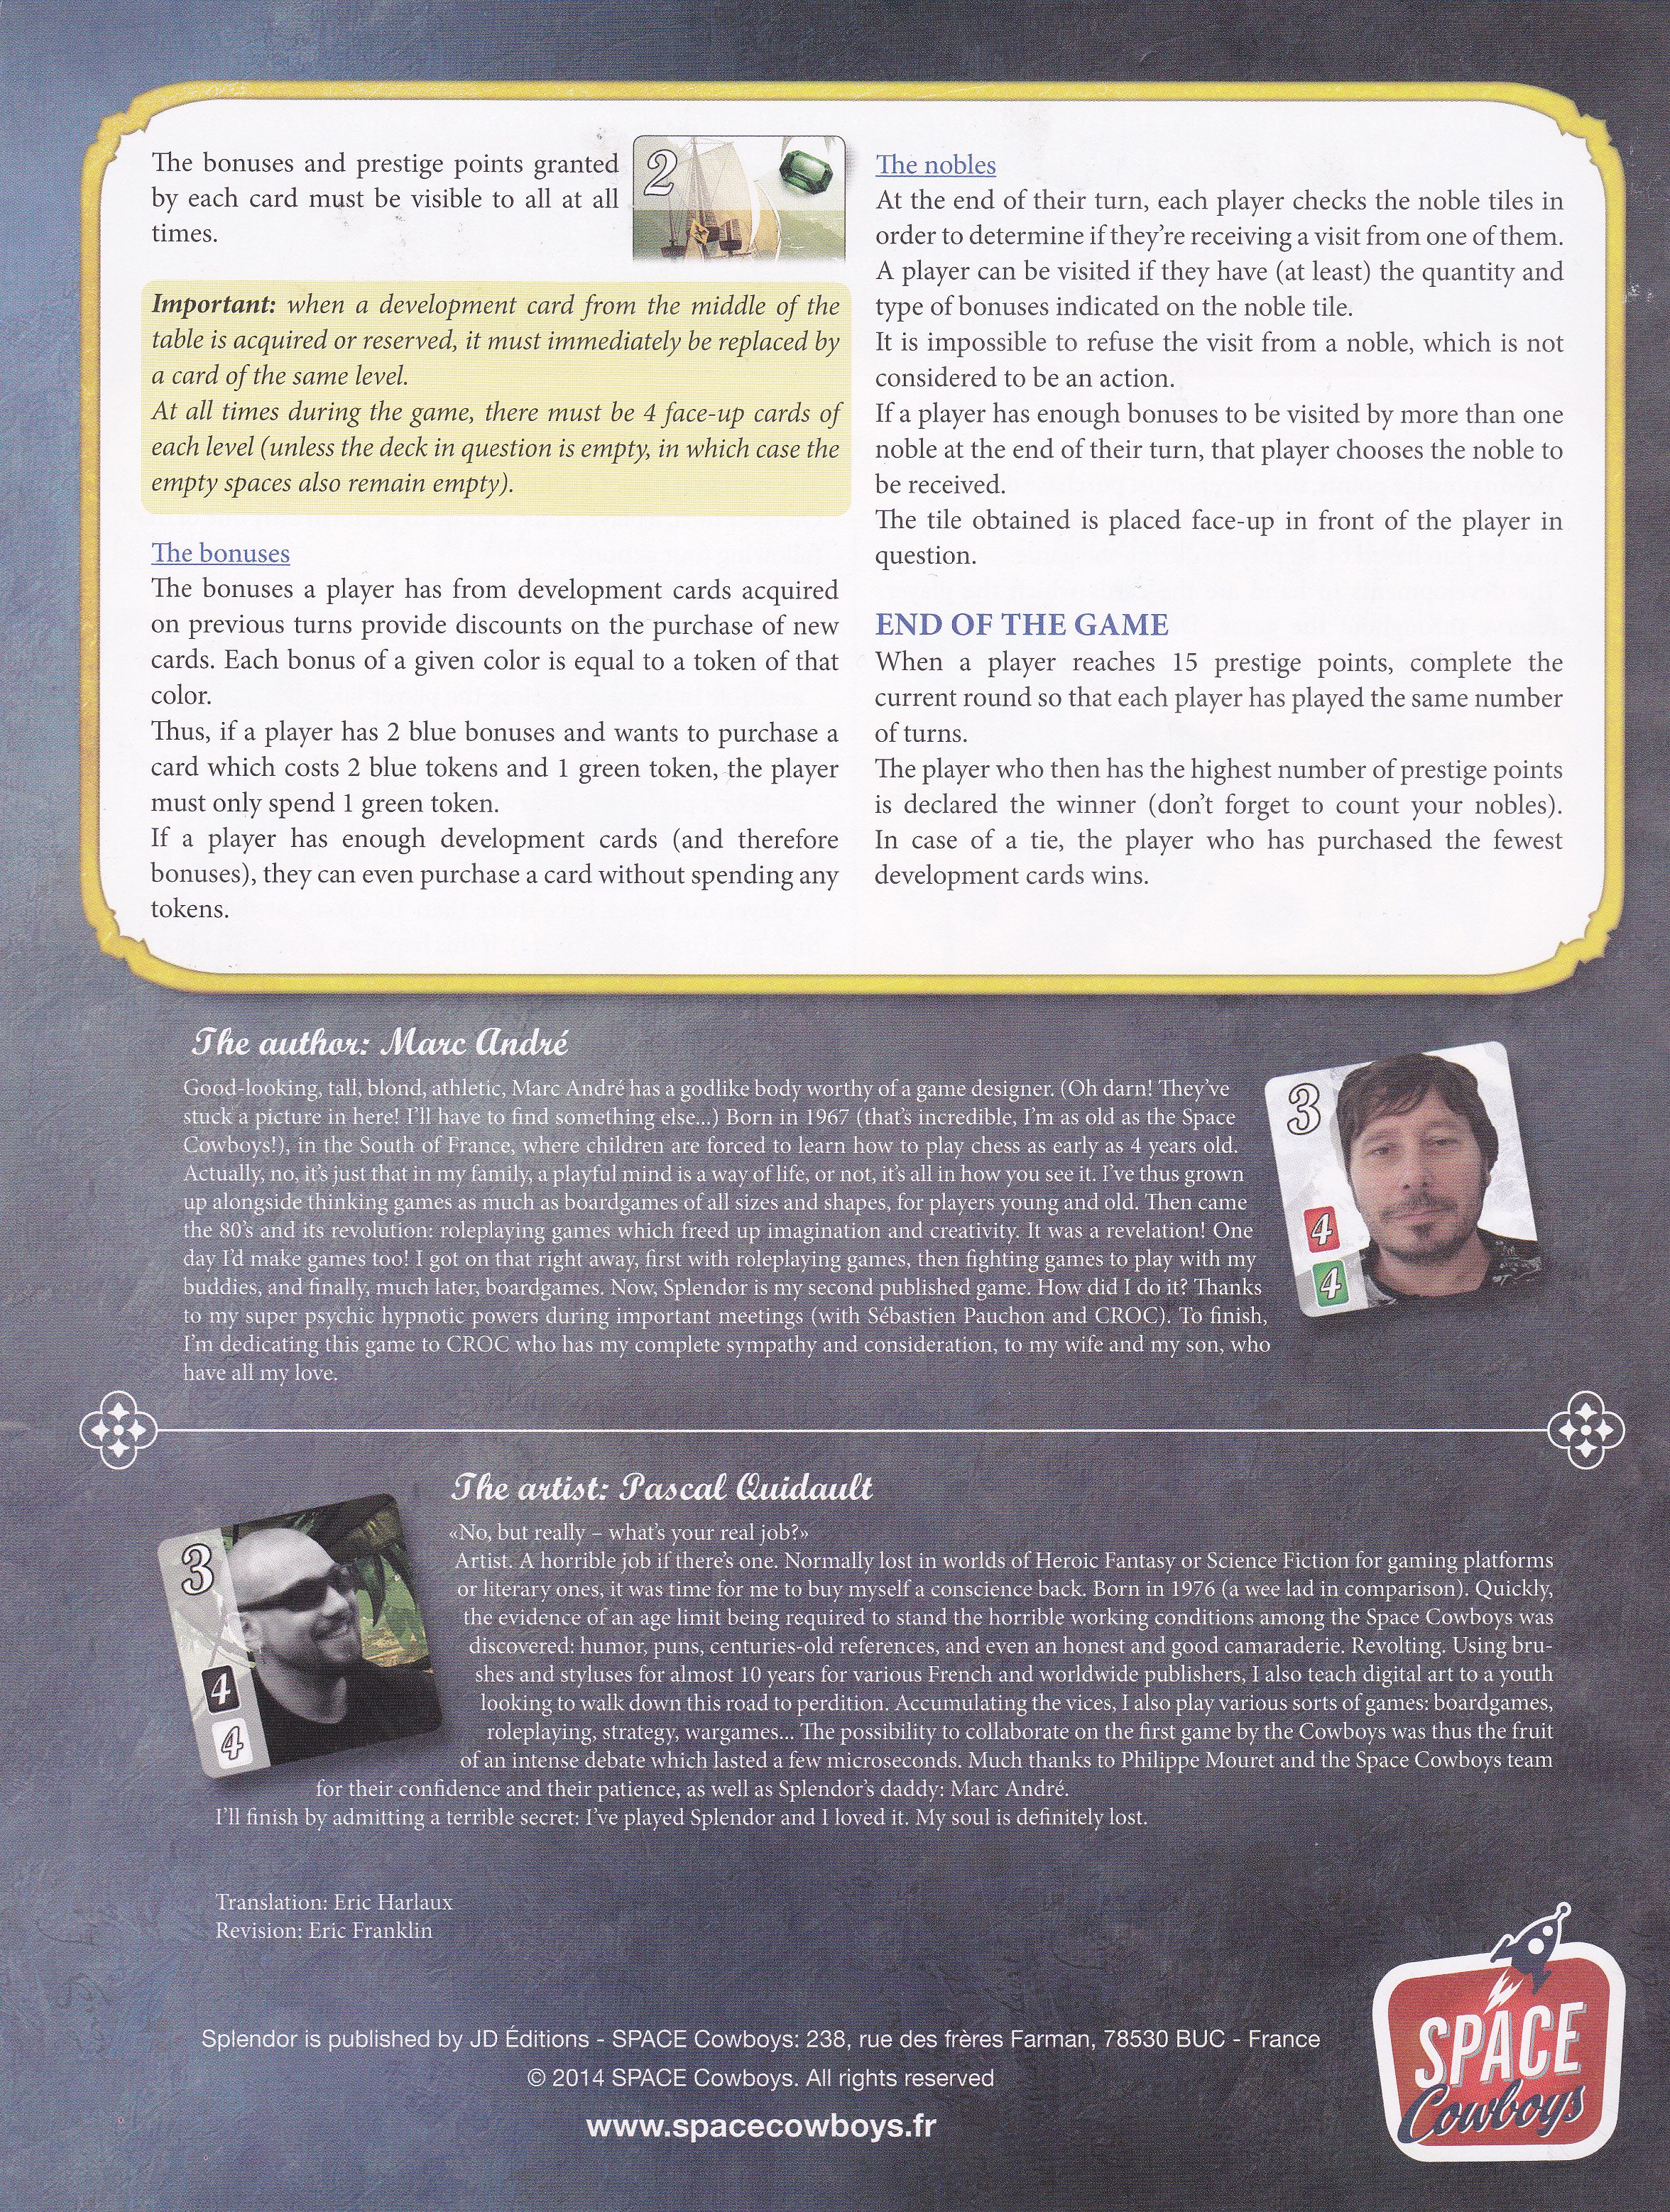 The bonuses and prestige points granted
by each card must be visible to all at all
times.
2
Important: when a development card from the middle of the
table is acquired or reserved, it must immediately be replaced by
a card of the same level.
At all times during the game, there must be 4 face-up cards of
each level (unless the deck in question is empty, in which case the
empty spaces also remain empty).
The bonuses
The bonuses a player has from development cards acquired
on previous turns provide discounts on the purchase of new
cards. Each bonus of a given color is equal to a token of that
color.
Thus, if a player has 2 blue bonuses and wants to purchase a
card which costs 2 blue tokens and 1 green token, the player
must only spend 1 green token.
If a player has enough development cards (and therefore
bonuses), they can even purchase a card without spending any
tokens.
The nobles
At the end of their turn, each player checks the noble tiles in
order to determine if they're receiving a visit from one of them.
A player can be visited if they have (at least) the quantity and
type of bonuses indicated on the noble tile.
It is impossible to refuse the visit from a noble, which is not
considered to be an action.
If a player has enough bonuses to be visited by more than one
noble at the end of their turn, that player chooses the noble to
be received.
The tile obtained is placed face-up in front of the player in
question.
END OF THE GAME
When a player reaches 15 prestige points, complete the
current round so that each player has played the same number
of turns.
The player who then has the highest number of prestige points
is declared the winner (don't forget to count your nobles).
In case of a tie, the player who has purchased the fewest
development cards wins.
The author: Marc André
Good-looking, tall, blond, athletic, Marc André has a godlike body worthy of a game designer. (Oh darn! They've
stuck a picture in here! I'll have to find something else...) Born in 1967 (that's incredible, I'm as old as the Space
Cowboys!), in the South of France, where children are forced to learn how to play chess as early as 4 years old.
Actually, no, it's just that in my family, a playful mind is a way of life, or not, it's all in how you see it. I've thus grown
up alongside thinking games as much as boardgames of all sizes and shapes, for players young and old. Then came
the 80's and its revolution: roleplaying games which freed up imagination and creativity. It was a revelation! One
day I'd make games too! I got on that right away, first with roleplaying games, then fighting games to play with my
buddies, and finally, much later, boardgames. Now, Splendor is my second published game. How did I do it? Thanks
to my super psychic hypnotic powers during important meetings (with Sébastien Pauchon and CROC). To finish,
I'm dedicating this game to CROC who has my complete sympathy and consideration, to my wife and my son, who
have all my love.
3
4
4
The artist: Pascal Quidault
«No, but really – what's your real job?»
Artist. A horrible job if there's one. Normally lost in worlds of Heroic Fantasy or Science Fiction for gaming platforms
or literary ones, it was time for me to buy myself a conscience back. Born in 1976 (a wee lad in comparison). Quickly,
the evidence of an age limit being required to stand the horrible working conditions among the Space Cowboys was
discovered: humor, puns, centuries-old references, and even an honest and good camaraderie. Revolting. Using bru-
shes and styluses for almost 10 years for various French and worldwide publishers, I also teach digital art to a youth
looking to walk down this road to perdition. Accumulating the vices, I also play various sorts of games: boardgames,
roleplaying, strategy, wargames... The possibility to collaborate on the first game by the Cowboys was thus the fruit
of an intense debate which lasted a few microseconds. Much thanks to Philippe Mouret and the Space Cowboys team
for their confidence and their patience, as well as Splendor's daddy: Marc André.
I'll finish by admitting a terrible secret: I've played Splendor and I loved it. My soul is definitely lost.
3
4
4
Translation: Eric Harlaux
Revision: Eric Franklin
Splendor is published by JD Éditions - SPACE Cowboys: 238, rue des frères Farman, 78530 BUC - France
© 2014 SPACE Cowboys. All rights reserved
www.spacecowboys.fr
SPACE
Cowboys